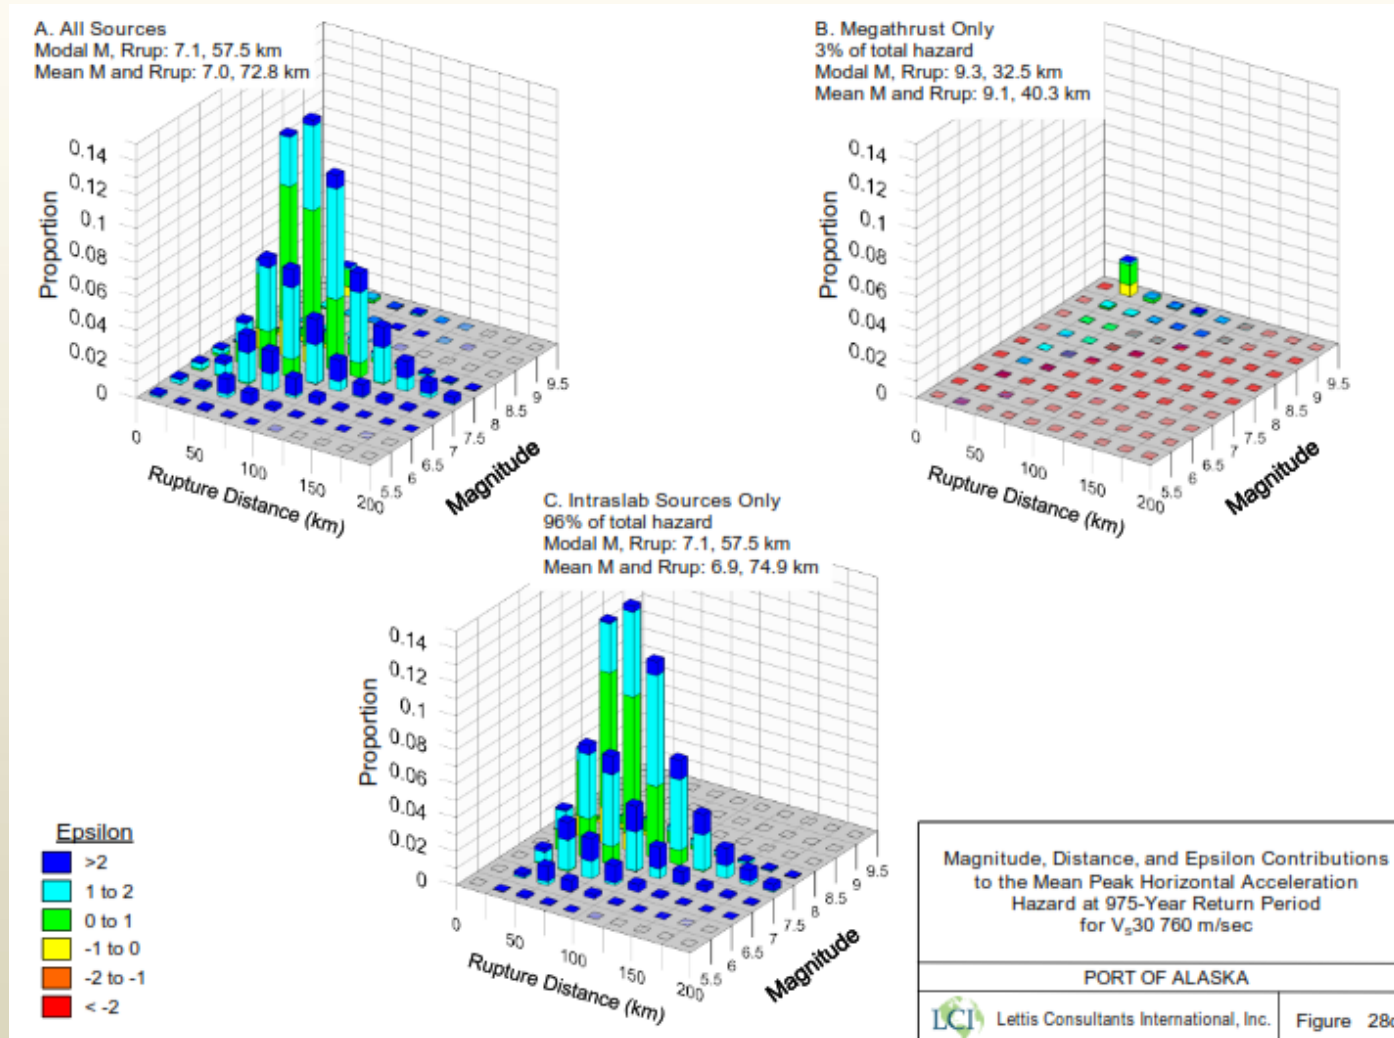 A. All Sources
Modal M, Rrup: 7.1, 57.5 km
Mean M and Rrup: 7.0, 72.8 km
0.14
0.12
0.1
0.08
0.06
0.04
0.02
0
Proportion
0
50
100
150
200
Rupture Distance (km)
5.5
6
6.5
7
7.5
8
8.5
9
9.5
Magnitude
B. Megathrust Only
3% of total hazard
Modal M, Rrup: 9.3, 32.5 km
Mean M and Rrup: 9.1, 40.3 km
0.14
0.12
0.1
0.08
0.06
0.04
0.02
0
Proportion
0
50
100
150
200
Rupture Distance (km)
5.5
6
6.5
7
7.5
8
8.5
9
9.5
Magnitude
C. Intraslab Sources Only
96% of total hazard
Modal M, Rrup: 7.1, 57.5 km
Mean M and Rrup: 6.9, 74.9 km
0.14
0.12
0.1
0.08
0.06
0.04
0.02
0
Proportion
0
50
100
150
200
Rupture Distance (km)
5.5
6
6.5
7
7.5
8
8.5
9
9.5
Magnitude
Epsilon
>2
1 to 2
0 to 1
-1 to 0
-2 to -1
< -2
Magnitude, Distance, and Epsilon Contributions
to the Mean Peak Horizontal Acceleration
Hazard at 975-Year Return Period
for Vs30 760 m/sec
PORT OF ALASKA
LCI Lettis Consultants International, Inc.
Figure